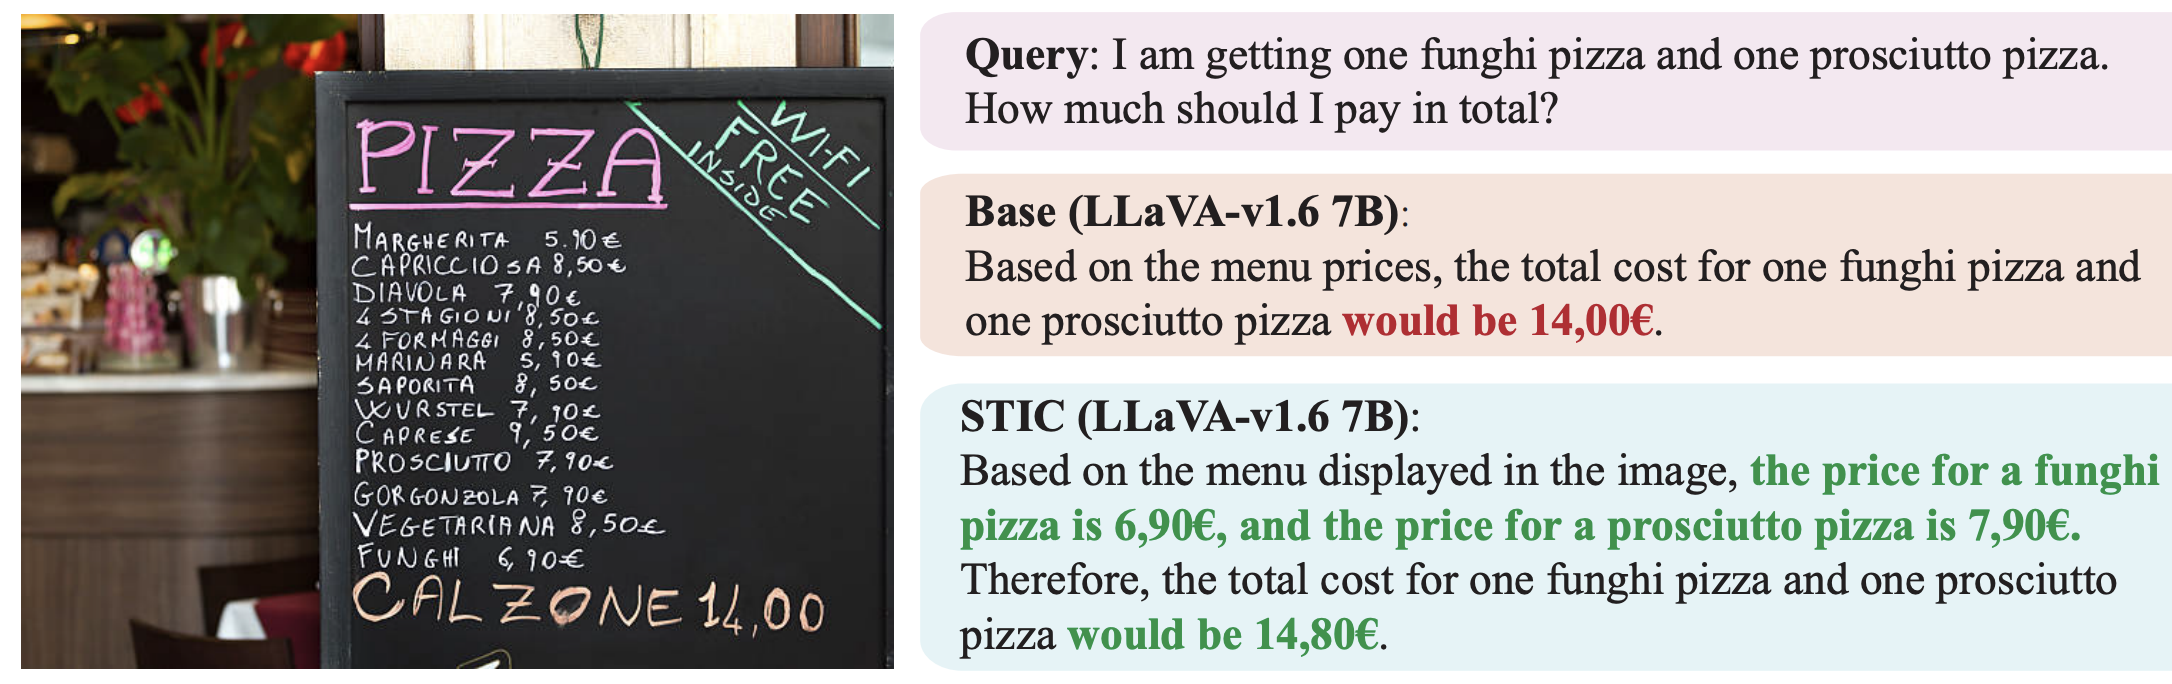 PIZZA
WI-FI
FREE
INSIDE
MARGHERITA 5.90€
CAPRICCIOSA 8,50€
DIAVOLA 7,90€
4 STAGIONI 8,50€
4 FORMAGGI 8,50€
MARINARA 5,90€
SAPORITA 8,50€
WURSTEL 7,90€
CAPRESE 9,50€
PROSCIUTTO 7,90€
GORGONZOLA 7,90€
VEGETARIANA 8,50€
FUNGHI 6,90€
CALZONE 14,00
Query: I am getting one funghi pizza and one prosciutto pizza.
How much should I pay in total?
Base (LLaVA-v1.6 7B):
Based on the menu prices, the total cost for one funghi pizza and
one prosciutto pizza would be 14,00€.
STIC (LLaVA-v1.6 7B):
Based on the menu displayed in the image, the price for a funghi
pizza is 6,90€, and the price for a prosciutto pizza is 7,90€.
Therefore, the total cost for one funghi pizza and one prosciutto
pizza would be 14,80€.